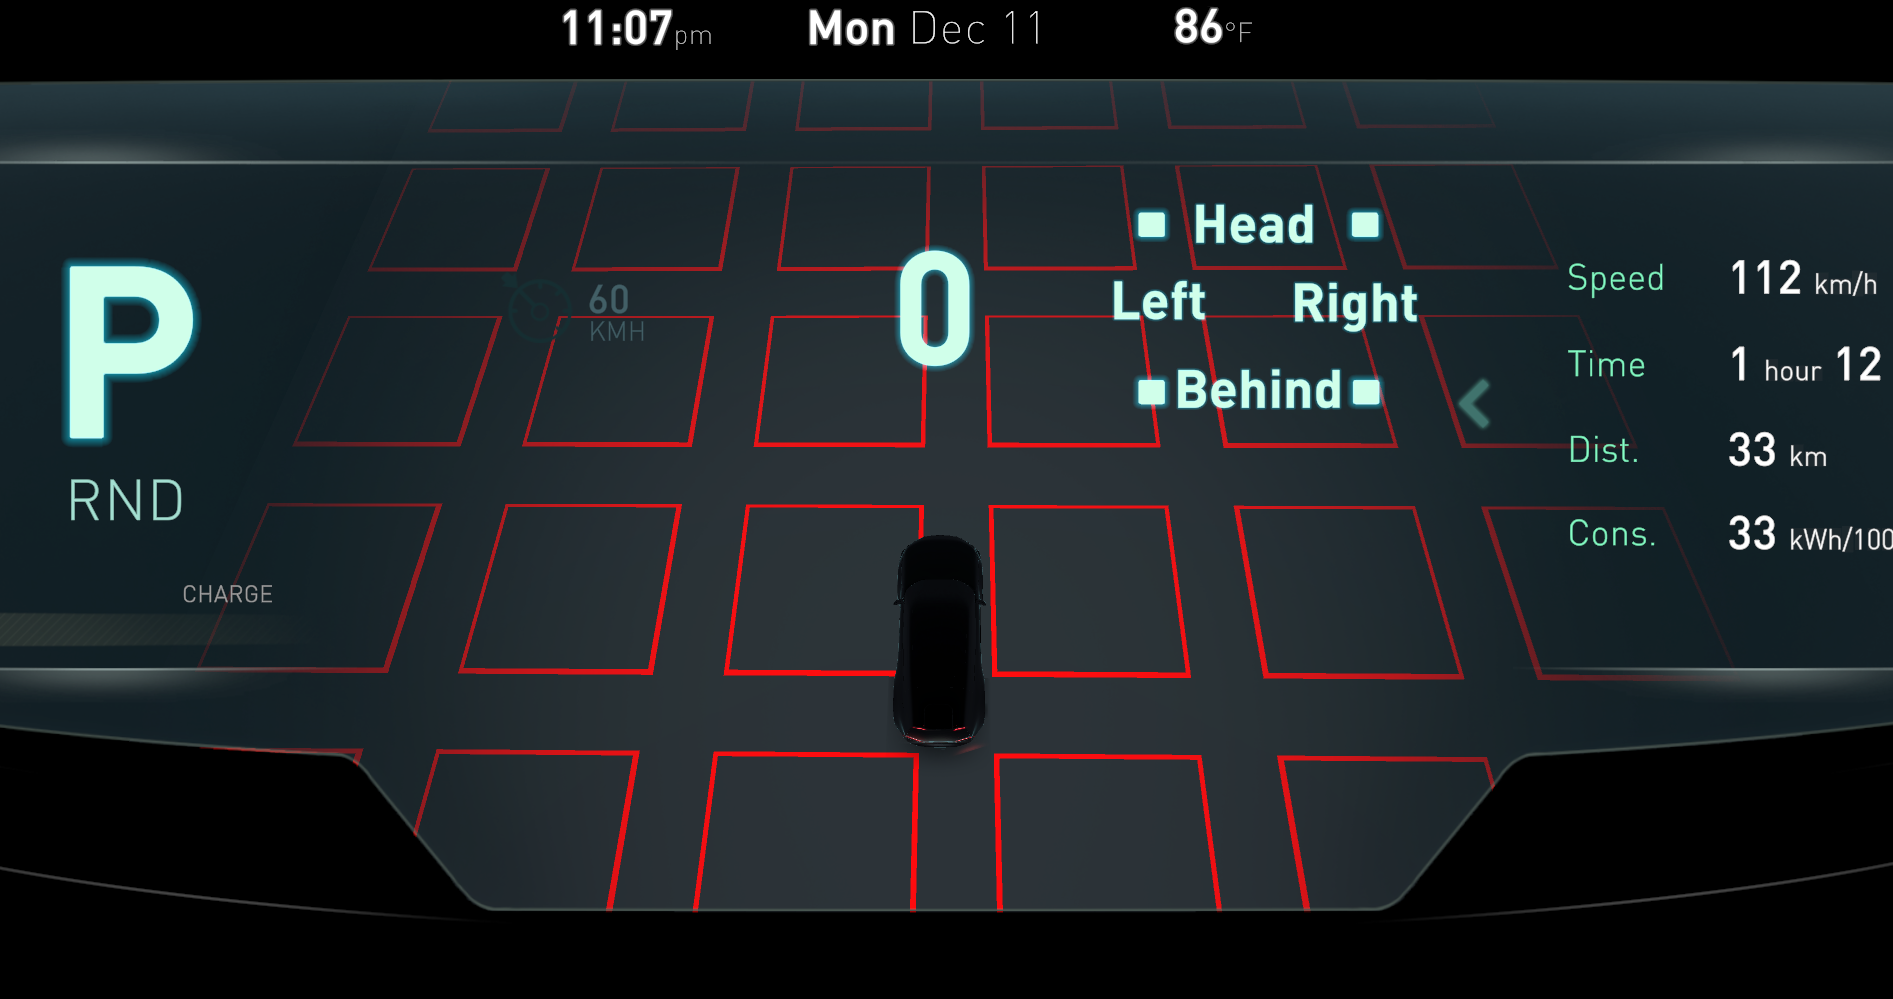 11:07pm Mon Dec 11 86°F
P
RND
CHARGE
60
KMH
0
Head
Left Right
Behind
Speed 112 km/h
Time 1 hour 12
Dist. 33 km
Cons. 33 kWh/100